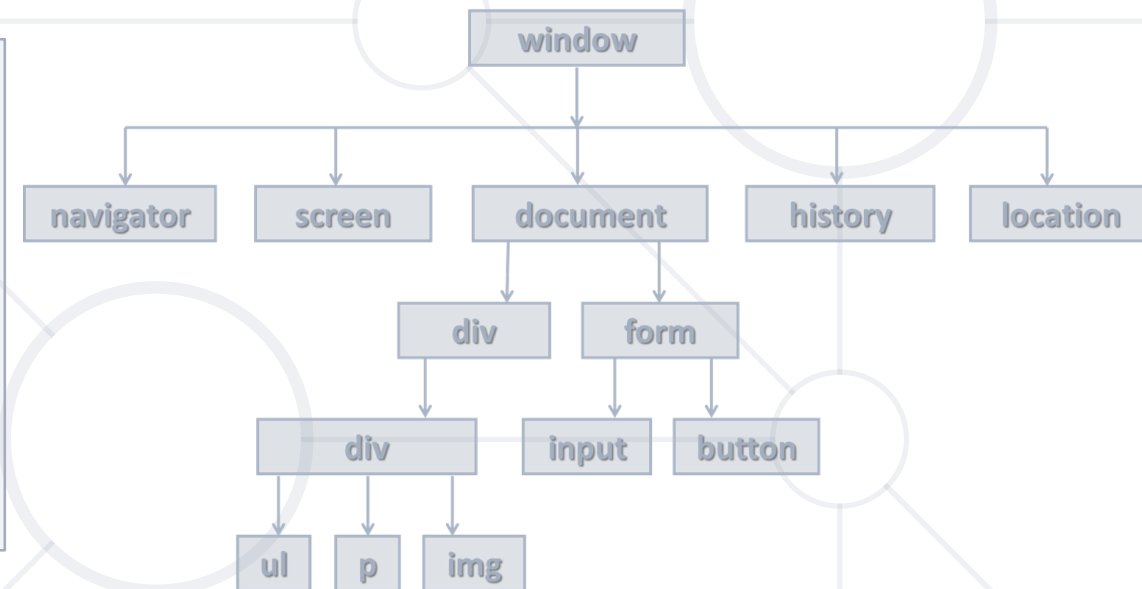 window
navigator screen document history location
div form
div input button
ul p img